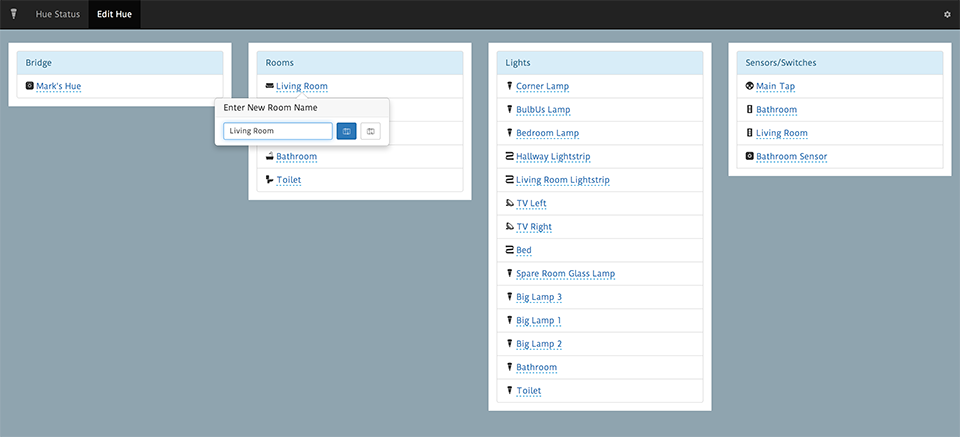 Hue Status
Edit Hue
Bridge
Mark's Hue
Rooms
Living Room
Enter New Room Name
Living Room
Bathroom
Toilet
Lights
Corner Lamp
BulbUs Lamp
Bedroom Lamp
Hallway Lightstrip
Living Room Lightstrip
TV Left
TV Right
Bed
Spare Room Glass Lamp
Big Lamp 3
Big Lamp 1
Big Lamp 2
Bathroom
Toilet
Sensors/Switches
Main Tap
Bathroom
Living Room
Bathroom Sensor